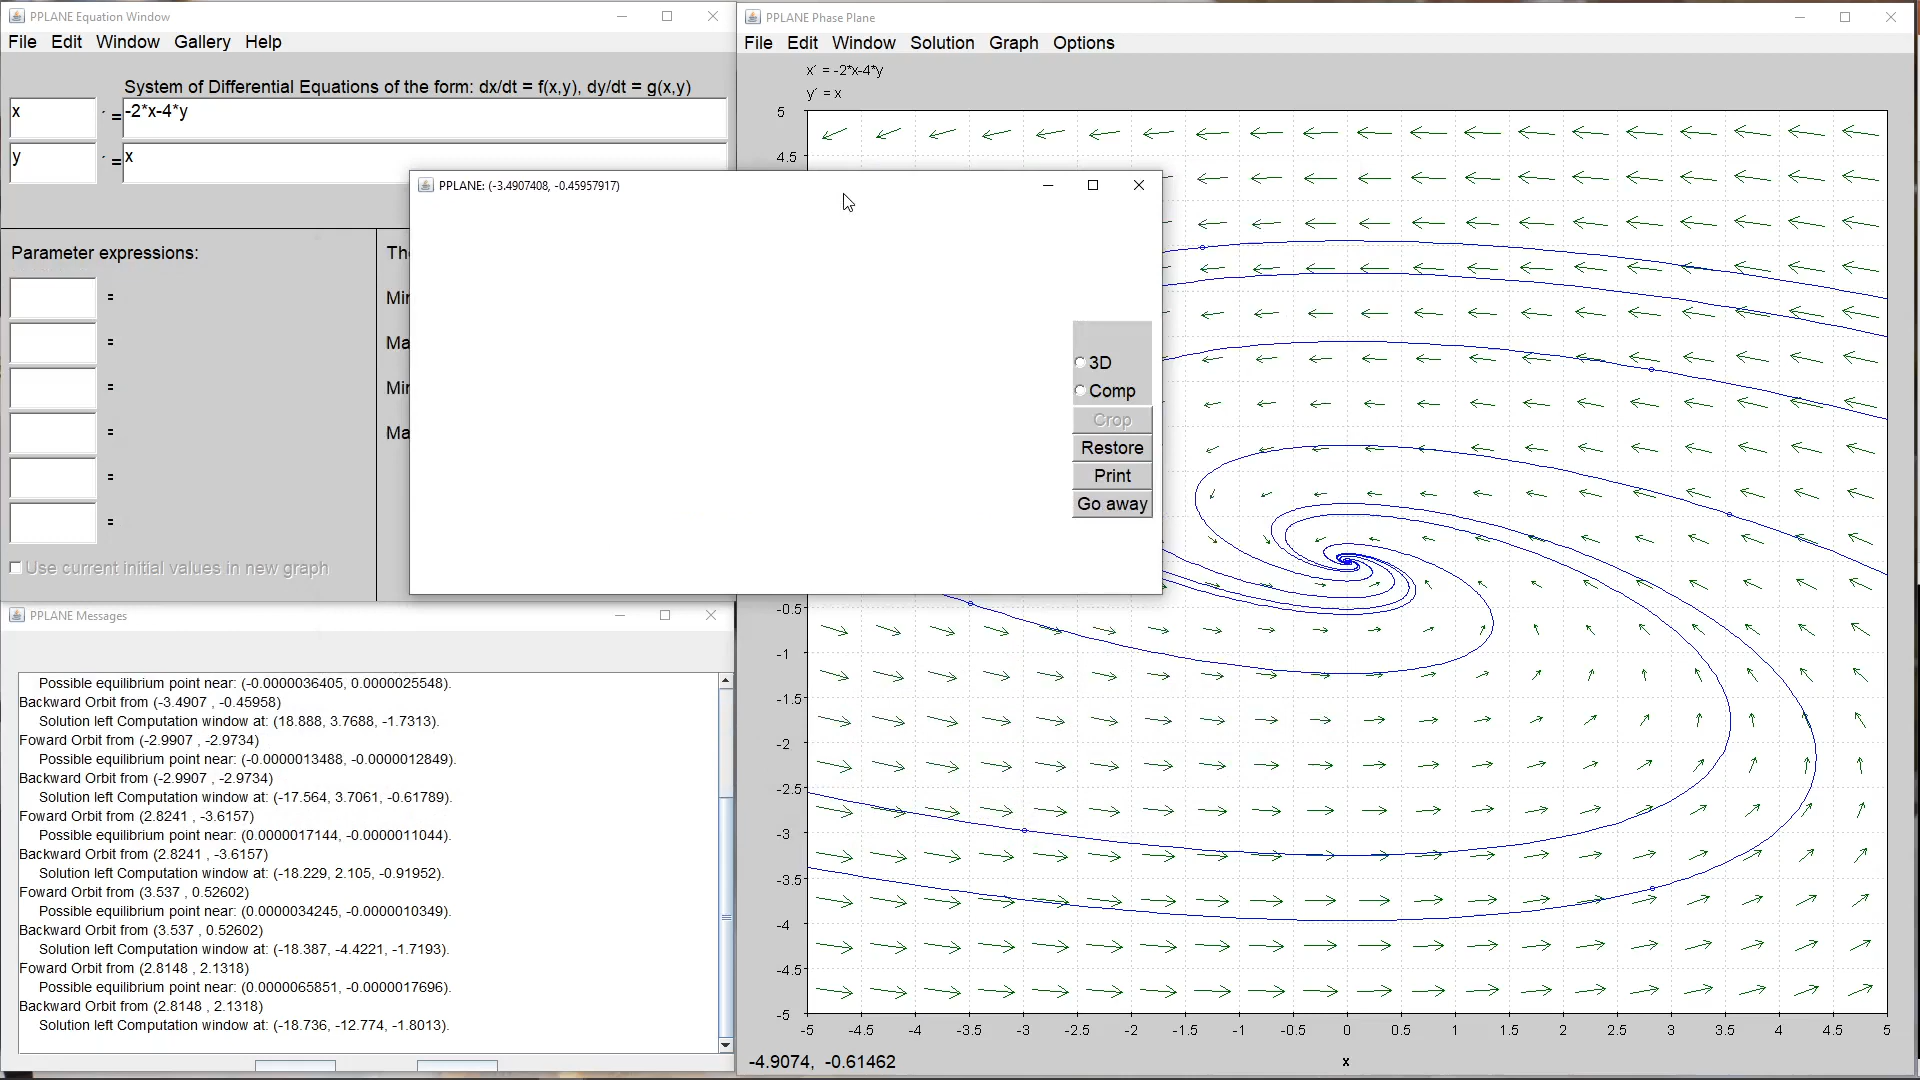 PPLANE Equation Window
File Edit Window Gallery Help
System of Differential Equations of the form: dx/dt = f(x,y), dy/dt = g(x,y)
x ′ = -2*x-4*y
y ′ = x
Parameter expressions:
=
=
=
=
=
=
Use current initial values in new graph
Th
Min
Ma
Min
Ma
PPLANE: (-3.4907408, -0.45957917)
3D
Comp
Crop
Restore
Print
Go away
PPLANE Messages
Possible equilibrium point near: (-0.0000036405, 0.0000025548).
Backward Orbit from (-3.4907 , -0.45958)
Solution left Computation window at: (18.888, 3.7688, -1.7313).
Foward Orbit from (-2.9907 , -2.9734)
Possible equilibrium point near: (-0.0000013488, -0.0000012849).
Backward Orbit from (-2.9907 , -2.9734)
Solution left Computation window at: (-17.564, 3.7061, -0.61789).
Foward Orbit from (2.8241 , -3.6157)
Possible equilibrium point near: (0.0000017144, -0.0000011044).
Backward Orbit from (2.8241 , -3.6157)
Solution left Computation window at: (-18.229, 2.105, -0.91952).
Foward Orbit from (3.537 , 0.52602)
Possible equilibrium point near: (0.0000034245, -0.0000010349).
Backward Orbit from (3.537 , 0.52602)
Solution left Computation window at: (-18.387, -4.4221, -1.7193).
Foward Orbit from (2.8148 , 2.1318)
Possible equilibrium point near: (0.0000065851, -0.0000017696).
Backward Orbit from (2.8148 , 2.1318)
Solution left Computation window at: (-18.736, -12.774, -1.8013).
PPLANE Phase Plane
File Edit Window Solution Graph Options
x′ = -2*x-4*y
y′ = x
5
4.5
-0.5
-1
-1.5
-2
-2.5
-3
-3.5
-4
-4.5
-5
-5 -4.5 -4 -3.5 -3 -2.5 -2 -1.5 -1 -0.5 0 0.5 1 1.5 2 2.5 3 3.5 4 4.5 5
x
-4.9074, -0.61462